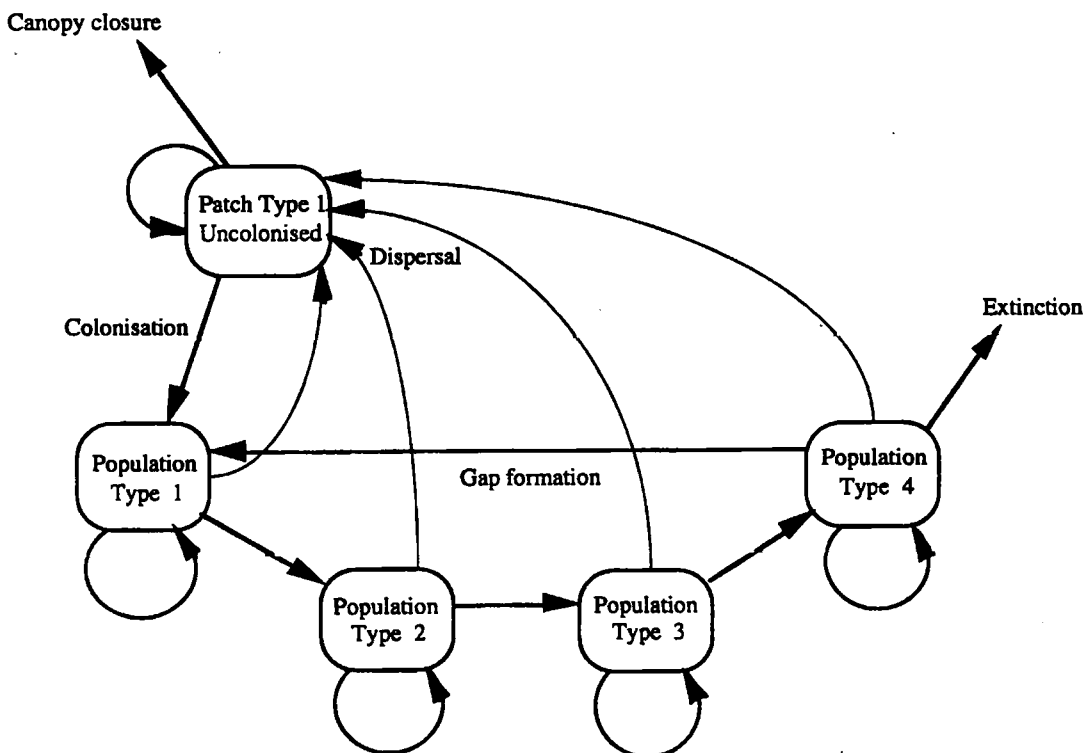 Canopy closure
Patch Type 1
Uncolonised
Dispersal
Colonisation
Extinction
Population
Type 1
Gap formation
Population
Type 4
Population
Type 2
Population
Type 3